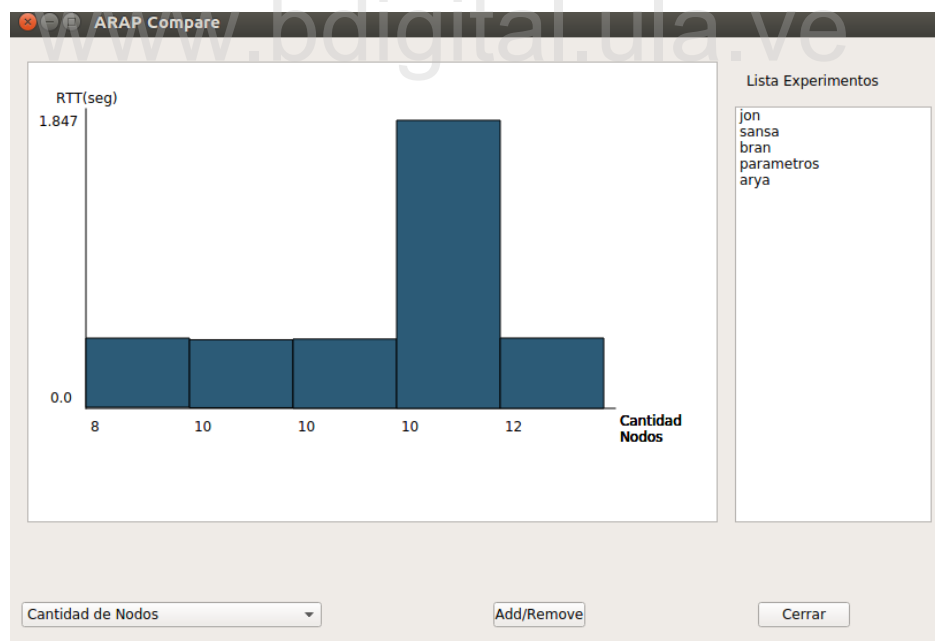 www.bdigital.ula.ve
ARAP Compare
RTT(seg)
1.847
0.0
8 10 10 10 12
Cantidad
Nodos
Lista Experimentos
jon
sansa
bran
parametros
arya
Cantidad de Nodos
Add/Remove
Cerrar